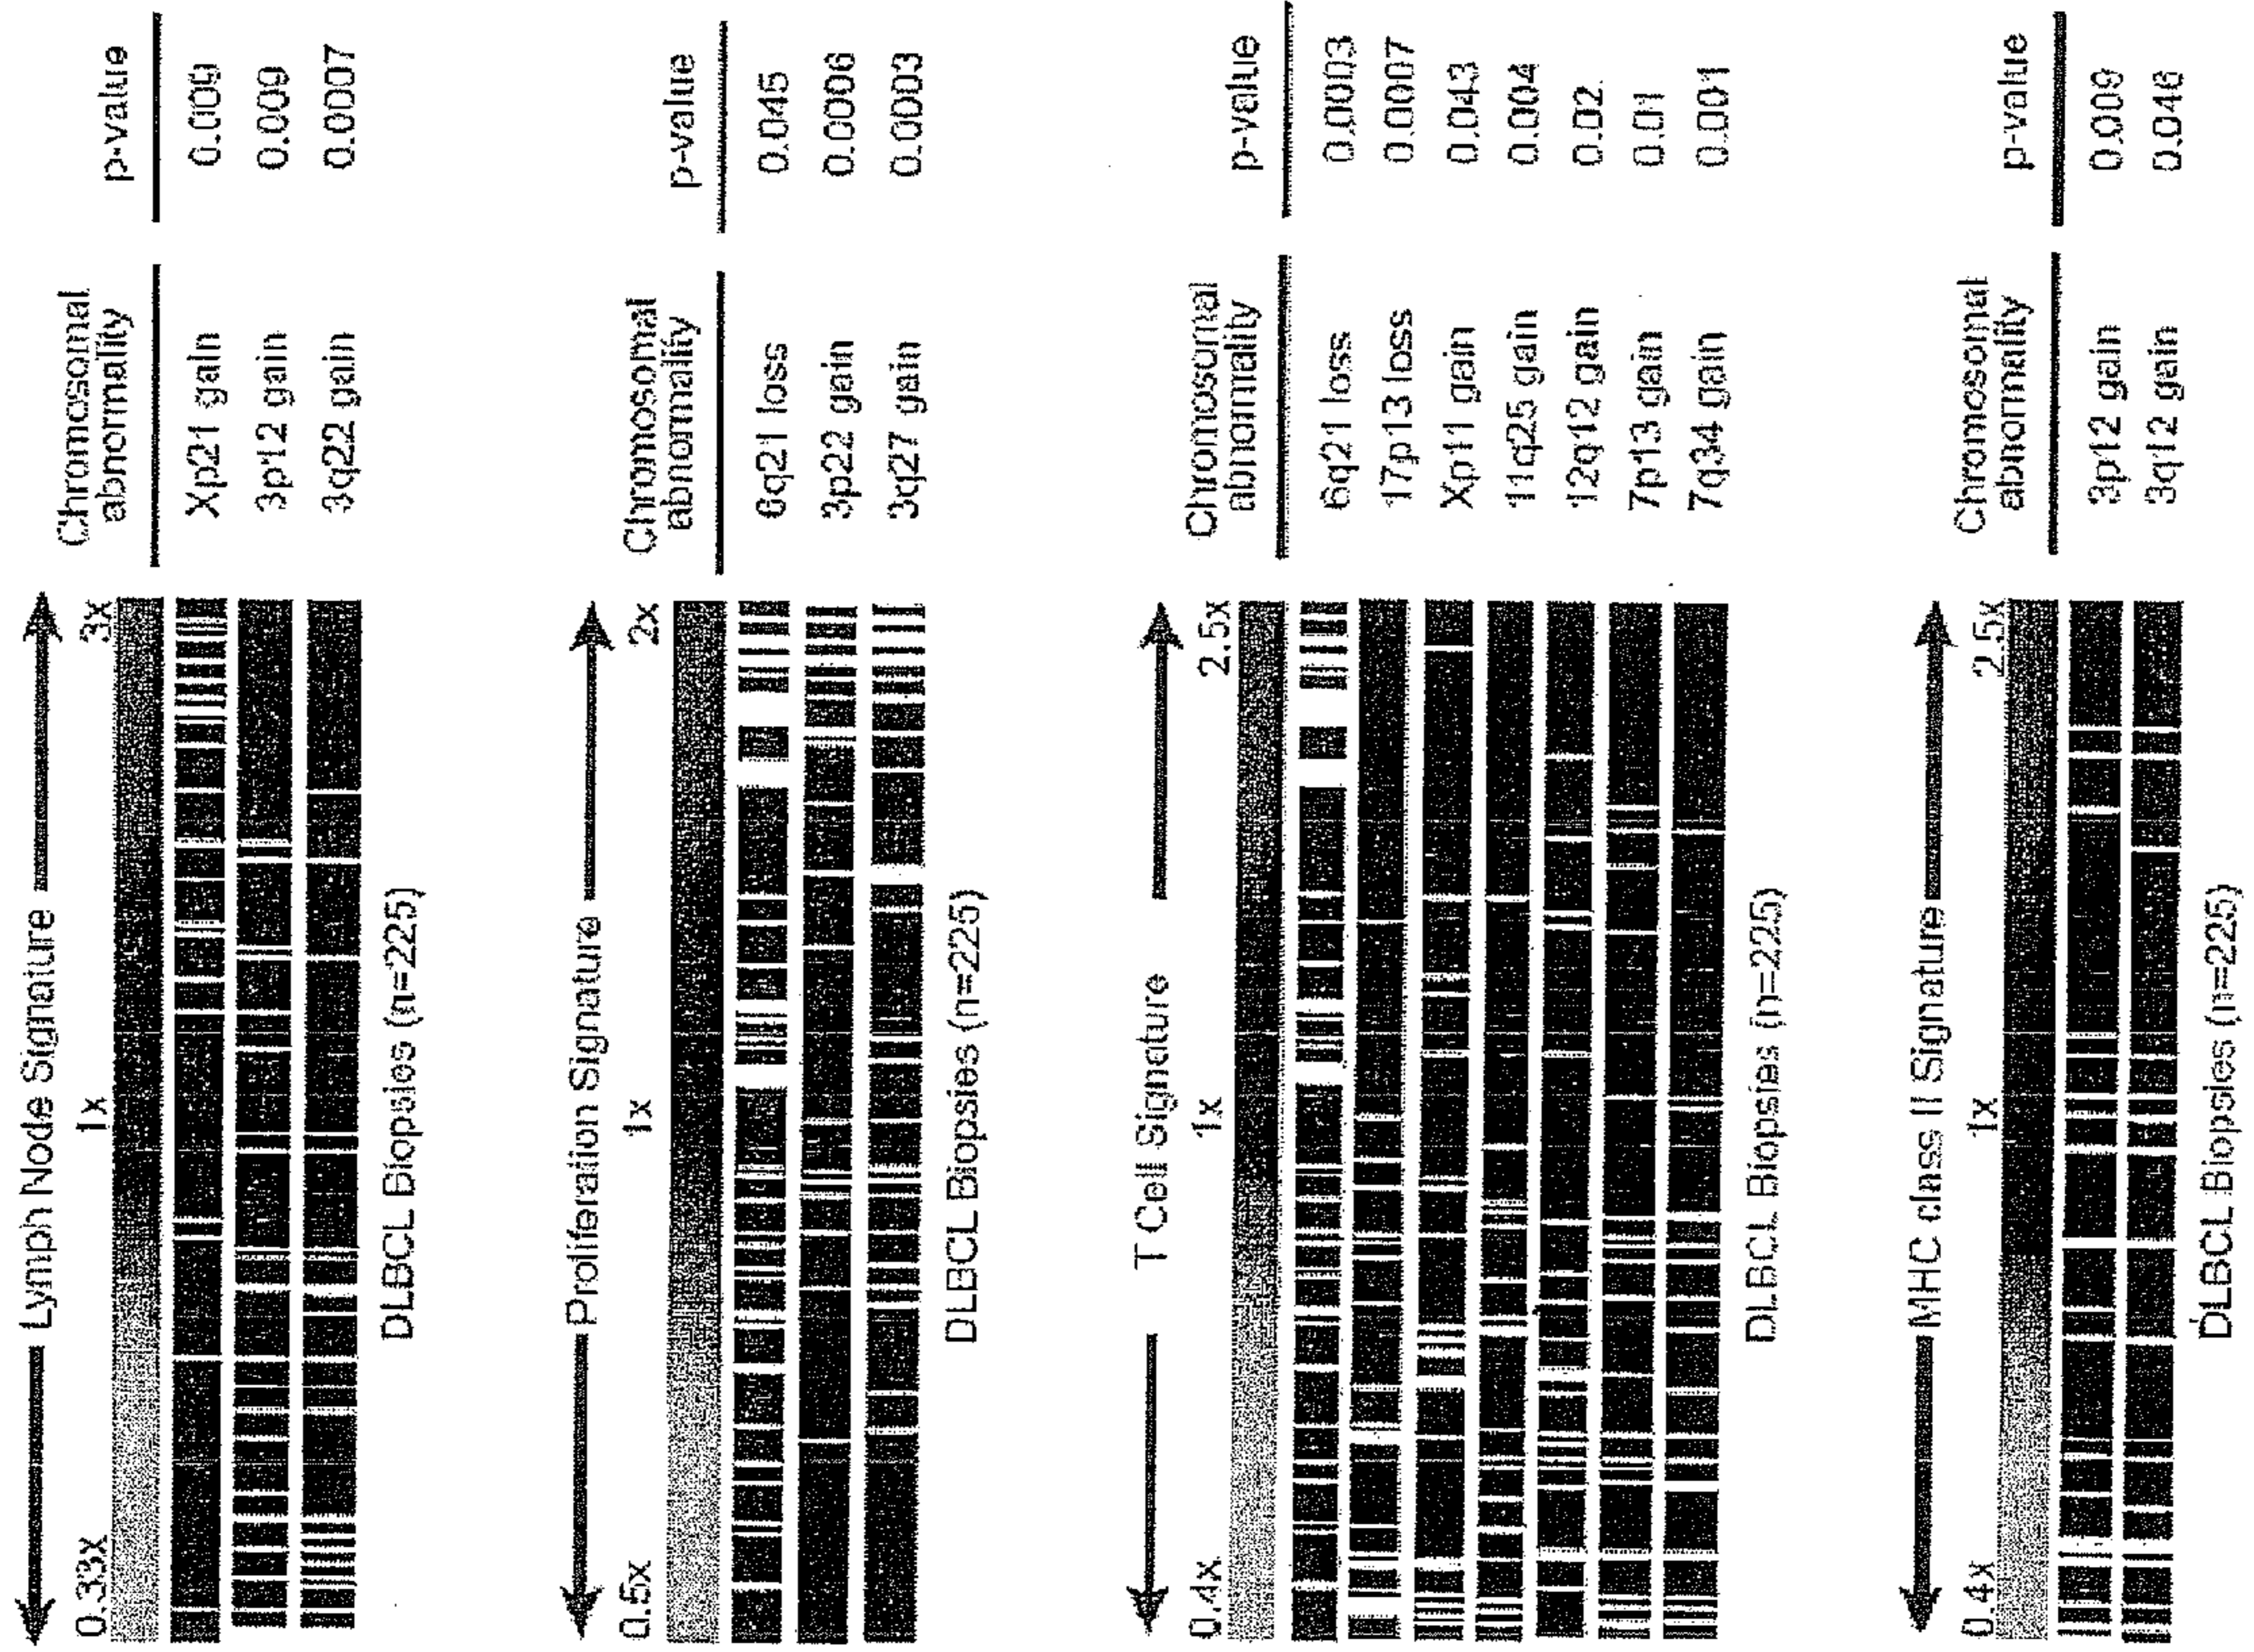 Lymph Node Signature
0.33x 1x 3x
Chromosomal
abnormality p-value
Xp21 gain 0.009
3p12 gain 0.009
3q22 gain 0.0007
DLBCL Biopsies (n=225)
Proliferation Signature
0.5x 1x 2x
Chromosomal
abnormality p-value
6q21 loss 0.045
3p22 gain 0.0006
3q27 gain 0.0003
DLBCL Biopsies (n=225)
T Cell Signature
0.4x 1x 2.5x
Chromosomal
abnormality p-value
6q21 loss 0.0003
17p13 loss 0.0007
Xp11 gain 0.043
11q25 gain 0.004
12q12 gain 0.02
7p13 gain 0.01
7q34 gain 0.001
DLBCL Biopsies (n=225)
MHC class II Signature
0.4x 1x 2.5x
Chromosomal
abnormality p-value
3p12 gain 0.009
3q12 gain 0.046
DLBCL Biopsies (n=225)